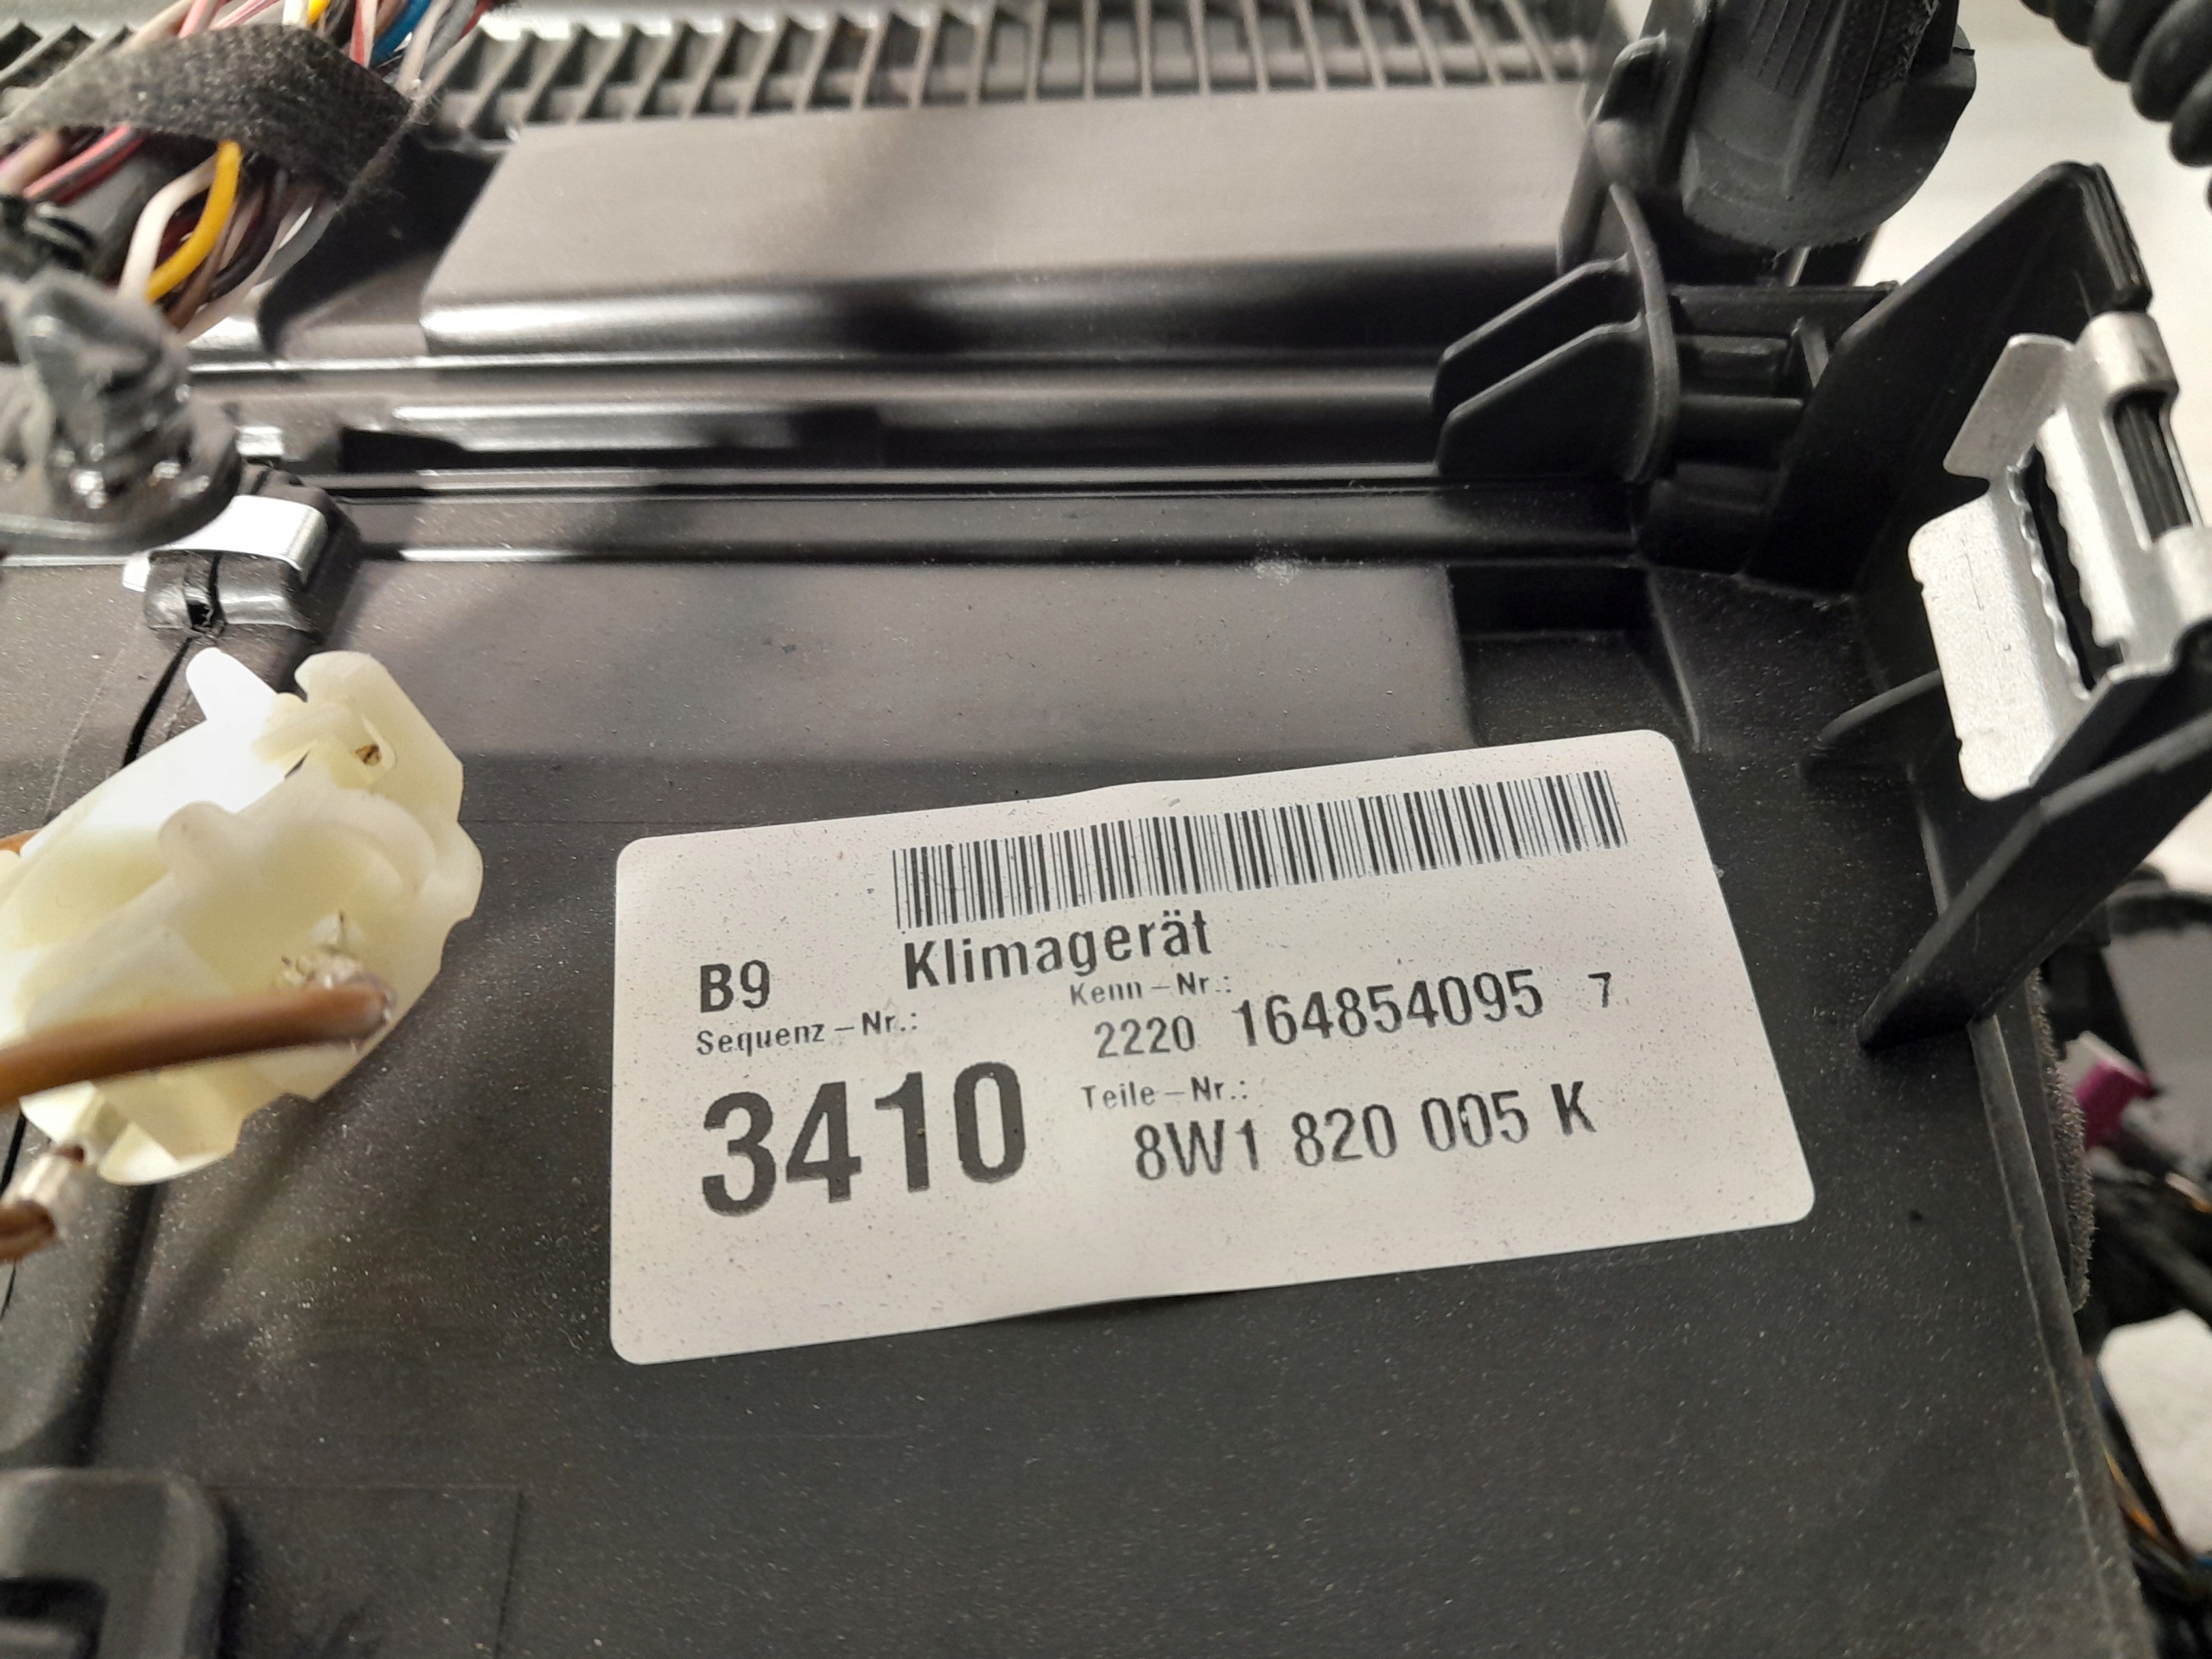 B9 Klimagerät
Sequenz-Nr.: Kenn-Nr.:
2220 164854095 7
3410 Teile-Nr.:
8W1 820 005 K